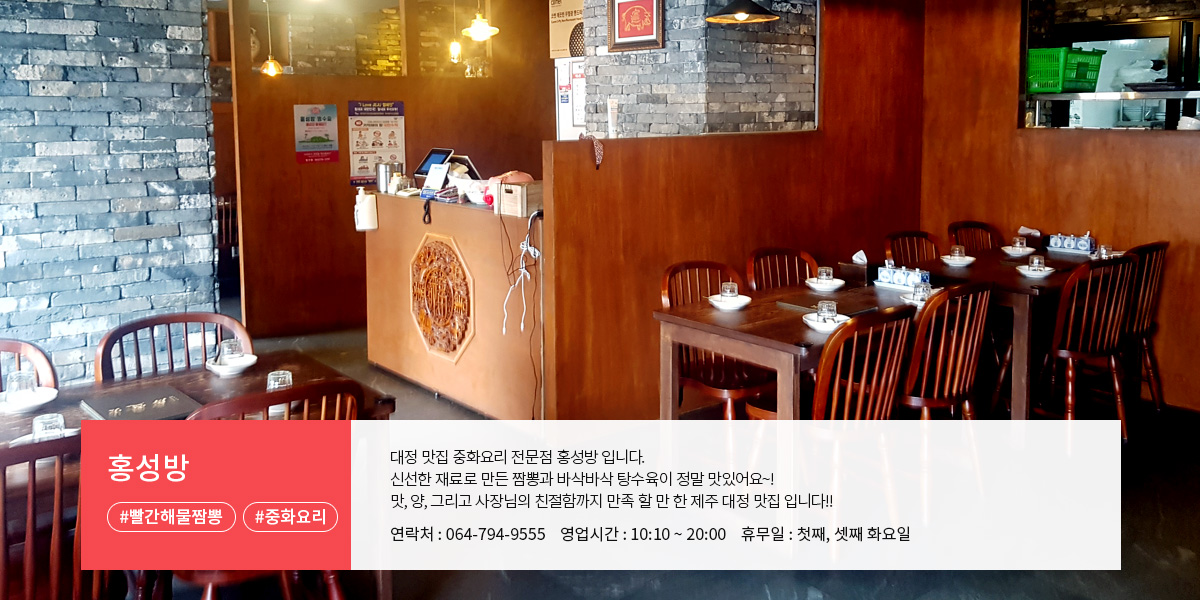 홍성방
#빨간해물짬뽕 #중화요리
대정 맛집 중화요리 전문점 홍성방 입니다.
신선한 재료로 만든 짬뽕과 바삭바삭 탕수육이 정말 맛있어요~!
맛, 양, 그리고 사장님의 친절함까지 만족 할 만 한 제주 대정 맛집 입니다!!
연락처 : 064-794-9555 영업시간 : 10:10 ~ 20:00 휴무일 : 첫째, 셋째 화요일